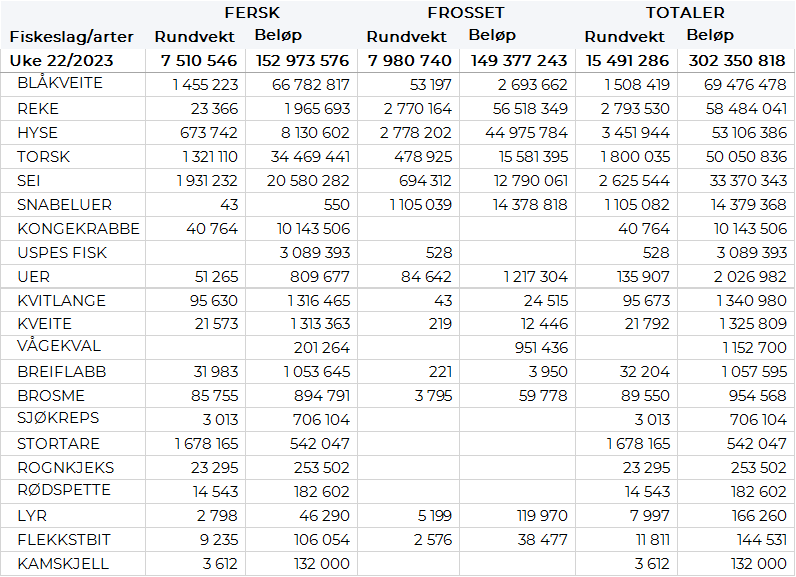 FERSK FROSSET TOTALER
Fiskeslag/arter Rundvekt Beløp Rundvekt Beløp Rundvekt Beløp
Uke 22/2023 7 510 546 152 973 576 7 980 740 149 377 243 15 491 286 302 350 818
BLÅKVEITE 1 455 223 66 782 817 53 197 2 693 662 1 508 419 69 476 478
REKE 23 366 1 965 693 2 770 164 56 518 349 2 793 530 58 484 041
HYSE 673 742 8 130 602 2 778 202 44 975 784 3 451 944 53 106 386
TORSK 1 321 110 34 469 441 478 925 15 581 395 1 800 035 50 050 836
SEI 1 931 232 20 580 282 694 312 12 790 061 2 625 544 33 370 343
SNABELUER 43 550 1 105 039 14 378 818 1 105 082 14 379 368
KONGEKRABBE 40 764 10 143 506 40 764 10 143 506
USPES FISK 3 089 393 528 528 3 089 393
UER 51 265 809 677 84 642 1 217 304 135 907 2 026 982
KVITLANGE 95 630 1 316 465 43 24 515 95 673 1 340 980
KVEITE 21 573 1 313 363 219 12 446 21 792 1 325 809
VÅGEKVAL 201 264 951 436 1 152 700
BREIFLABB 31 983 1 053 645 221 3 950 32 204 1 057 595
BROSME 85 755 894 791 3 795 59 778 89 550 954 568
SJØKREPS 3 013 706 104 3 013 706 104
STORTARE 1 678 165 542 047 1 678 165 542 047
ROGNKJEKS 23 295 253 502 23 295 253 502
RØDSPETTE 14 543 182 602 14 543 182 602
LYR 2 798 46 290 5 199 119 970 7 997 166 260
FLEKKSTBIT 9 235 106 054 2 576 38 477 11 811 144 531
KAMSKJELL 3 612 132 000 3 612 132 000